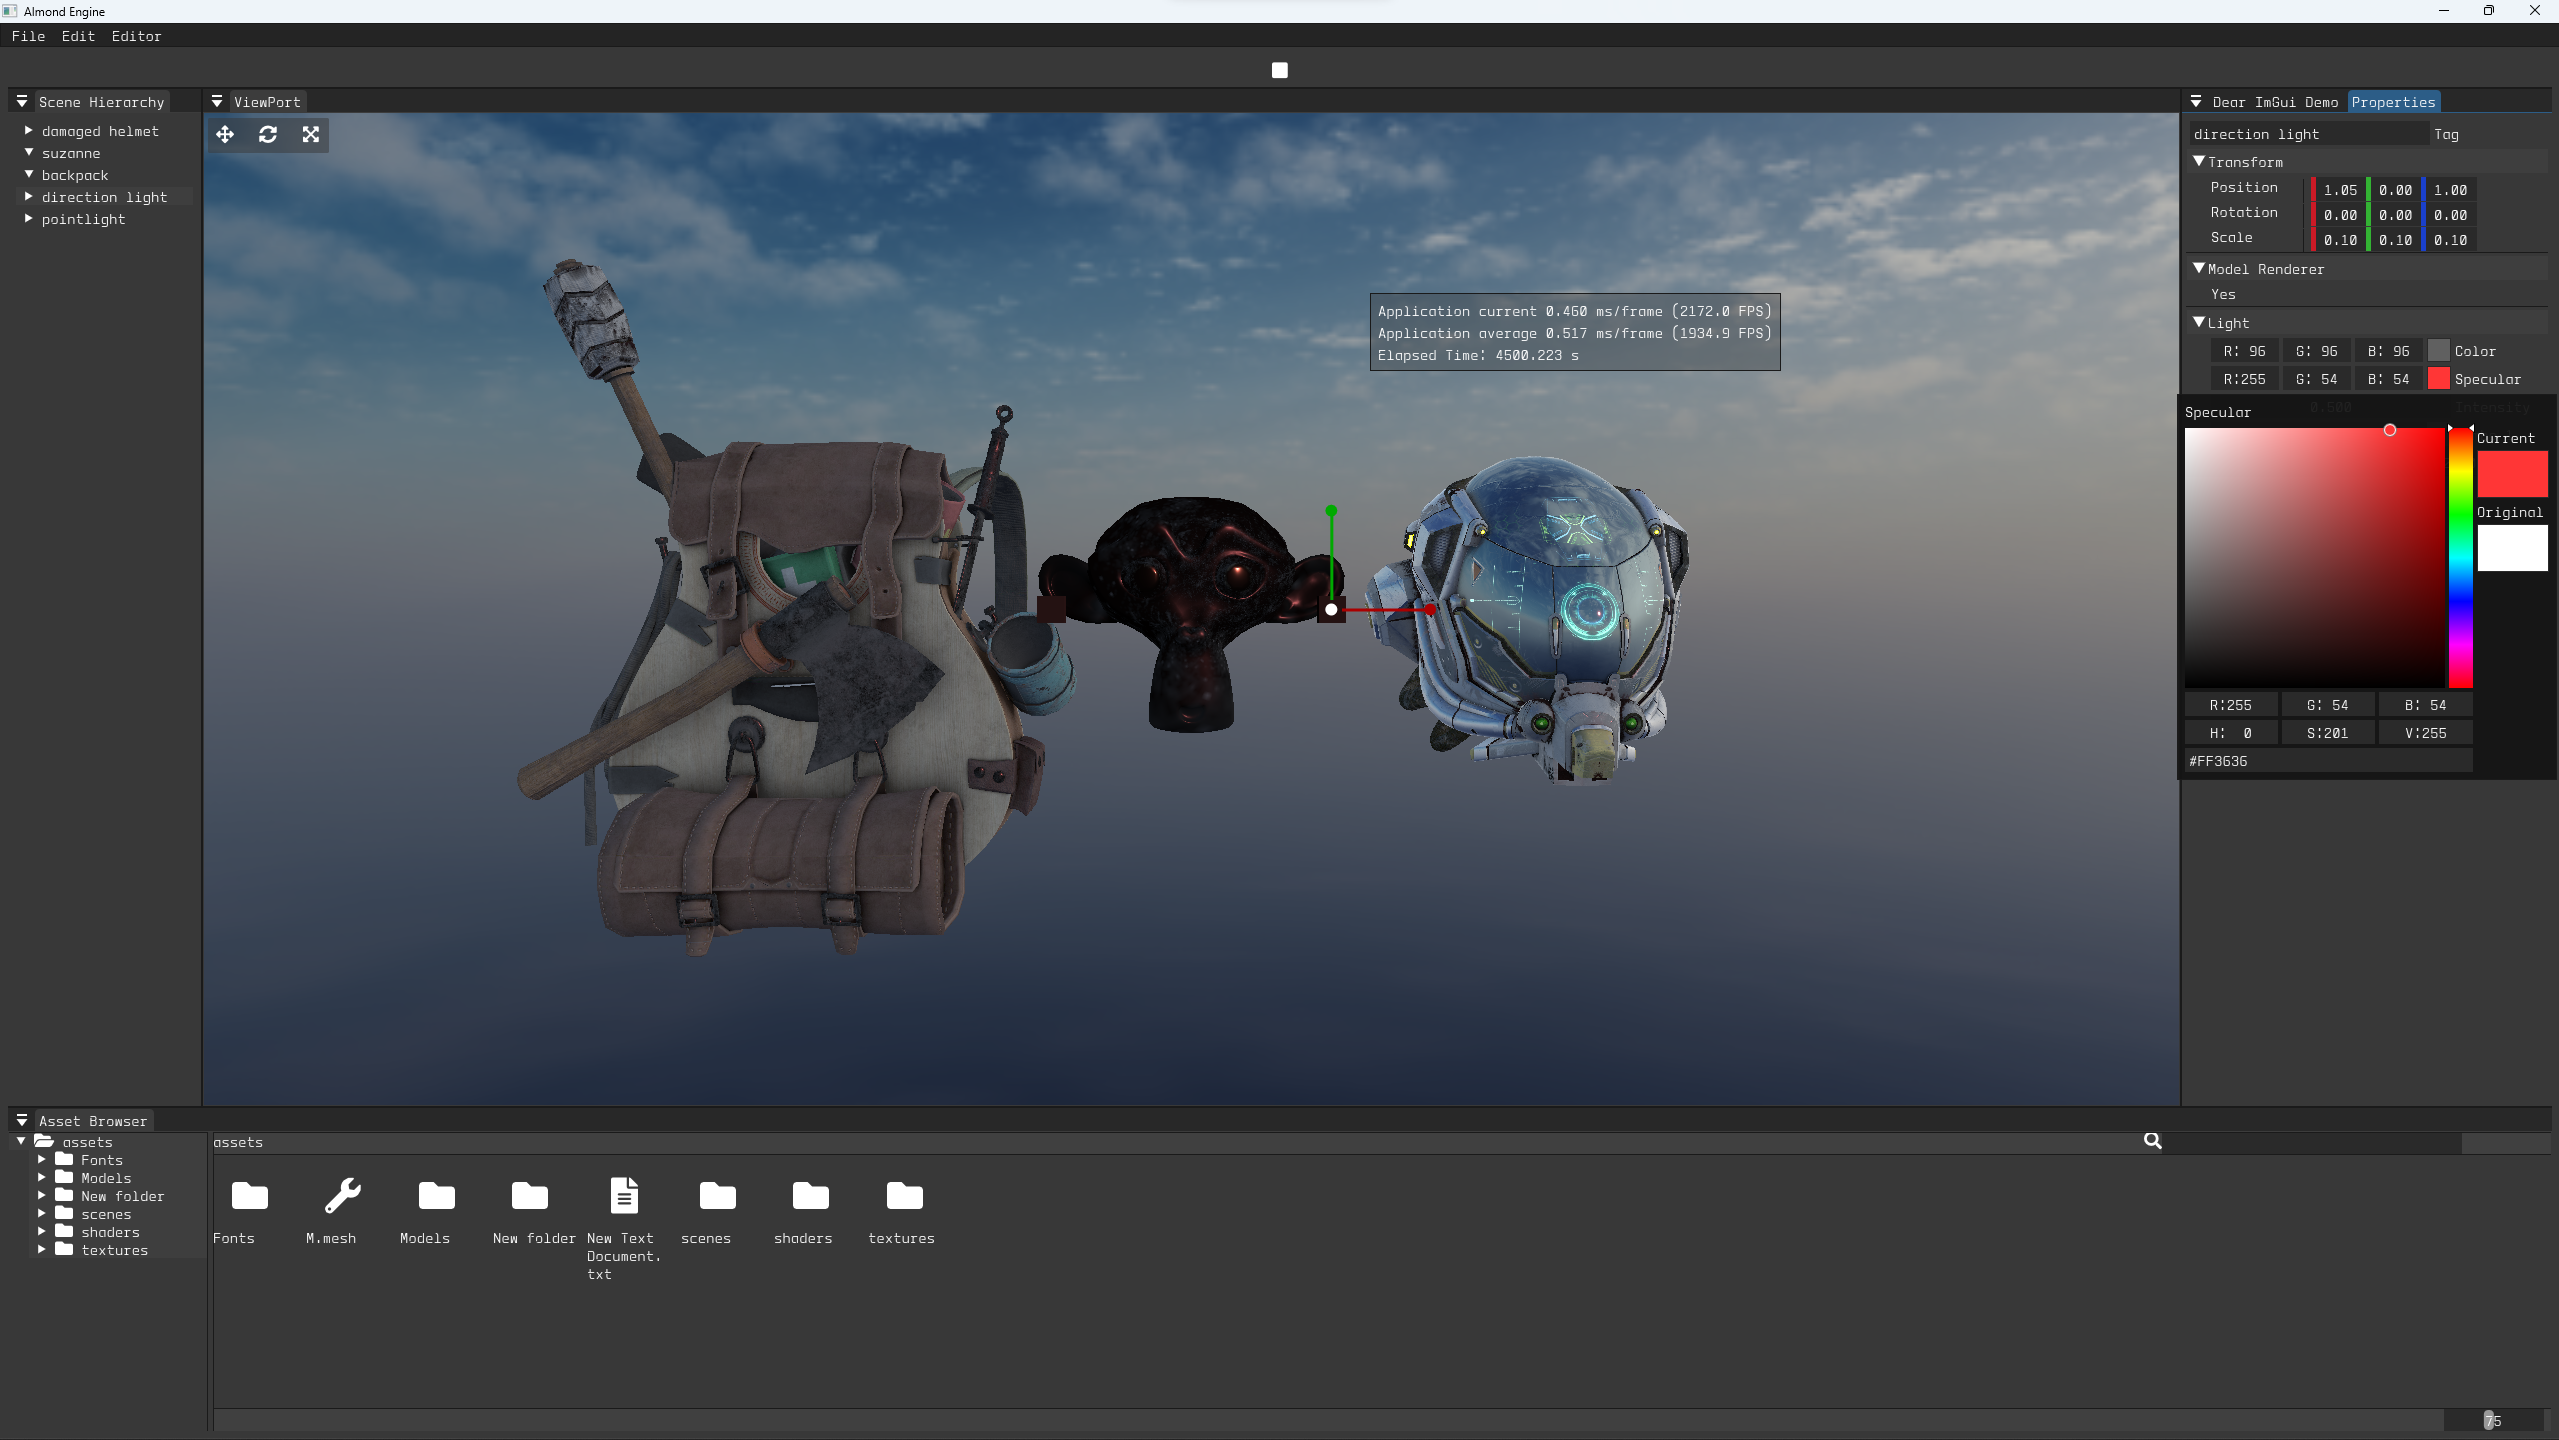 Almond Engine
File Edit Editor
Scene Hierarchy
damaged helmet
suzanne
backpack
direction light
pointlight
ViewPort
Application current 0.460 ms/frame (2172.0 FPS)
Application average 0.517 ms/frame (1934.9 FPS)
Elapsed Time: 4500.223 s
Dear ImGui Demo Properties
direction light Tag
Transform
Position 1.05 0.00 1.00
Rotation 0.00 0.00 0.00
Scale 0.10 0.10 0.10
Model Renderer
Yes
Light
R: 96 G: 96 B: 96 Color
R:255 G: 54 B: 54 Specular
0.500 Intensity
Specular
Current
Original
R:255 G: 54 B: 54
H: 0 S:201 V:255
#FF3636
Asset Browser
assets
Fonts
Models
New folder
scenes
shaders
textures
assets
Fonts M.mesh Models New folder New Text scenes shaders textures
Document.
txt
75